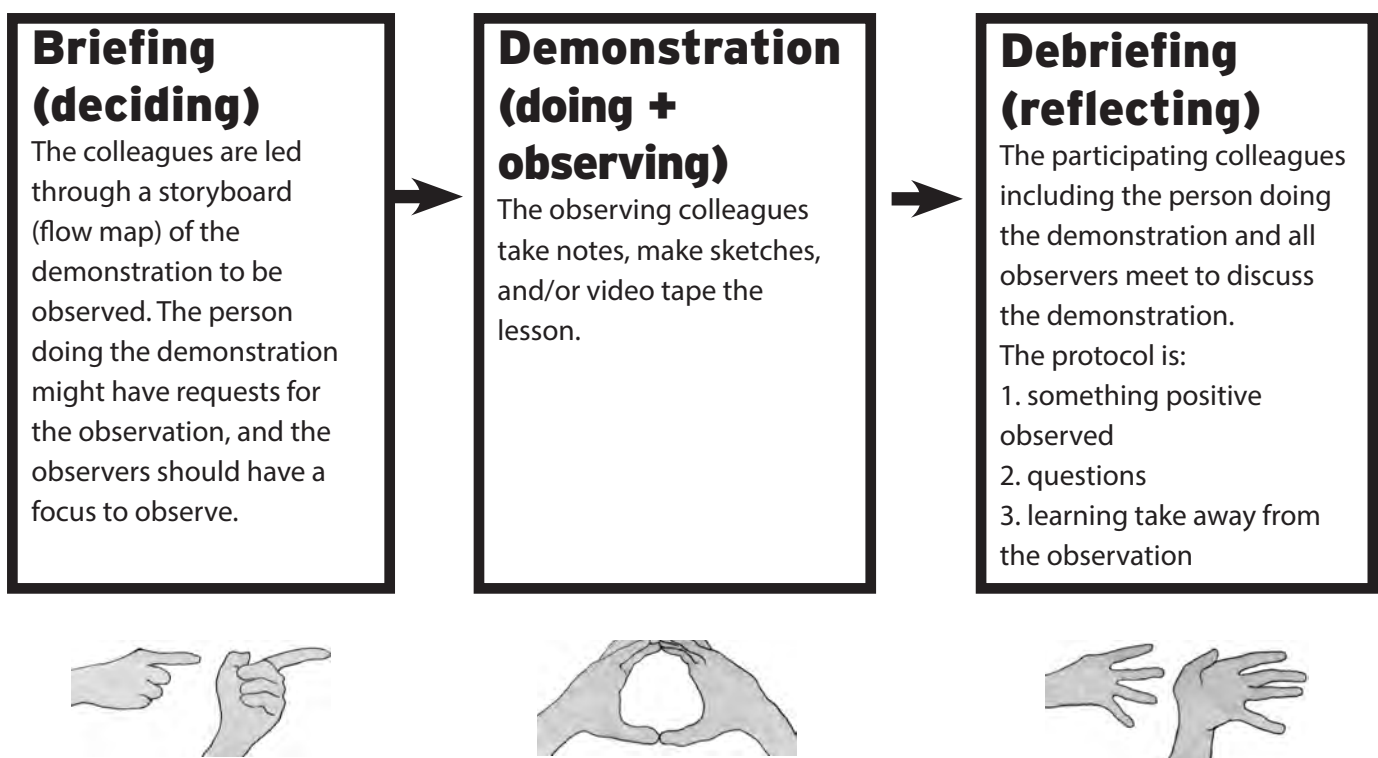 Briefing
(deciding)
The colleagues are led
through a storyboard
(flow map) of the
demonstration to be
observed. The person
doing the demonstration
might have requests for
the observation, and the
observers should have a
focus to observe.
Demonstration
(doing +
observing)
The observing colleagues
take notes, make sketches,
and/or video tape the
lesson.
Debriefing
(reflecting)
The participating colleagues
including the person doing
the demonstration and all
observers meet to discuss
the demonstration.
The protocol is:
1. something positive
observed
2. questions
3. learning take away from
the observation